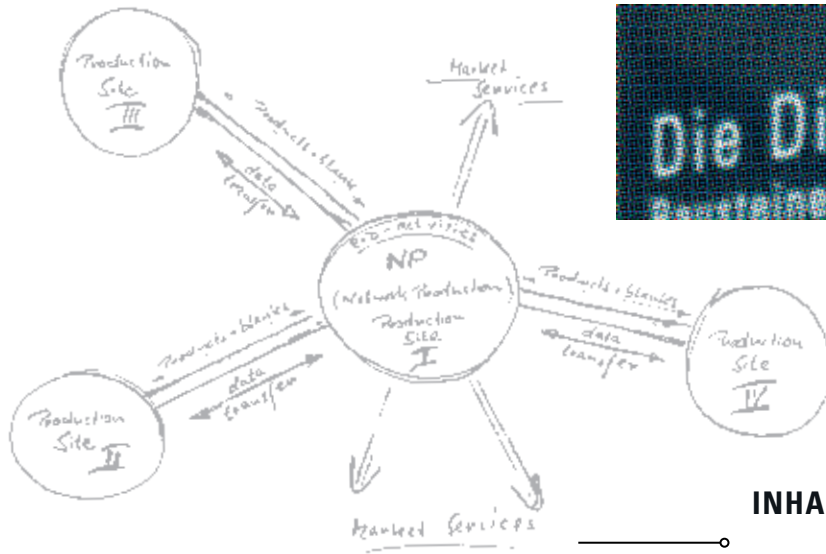 Production
Site
III
Market
Services
Products + blanks
data
transfer
Die Di
R+D - activities
NP
(Network Production)
Production
Site
I
Products + blanks
data
transfer
Production
Site
IV
Products + blanks
data
transfer
Production
Site
II
Market Services
INHA